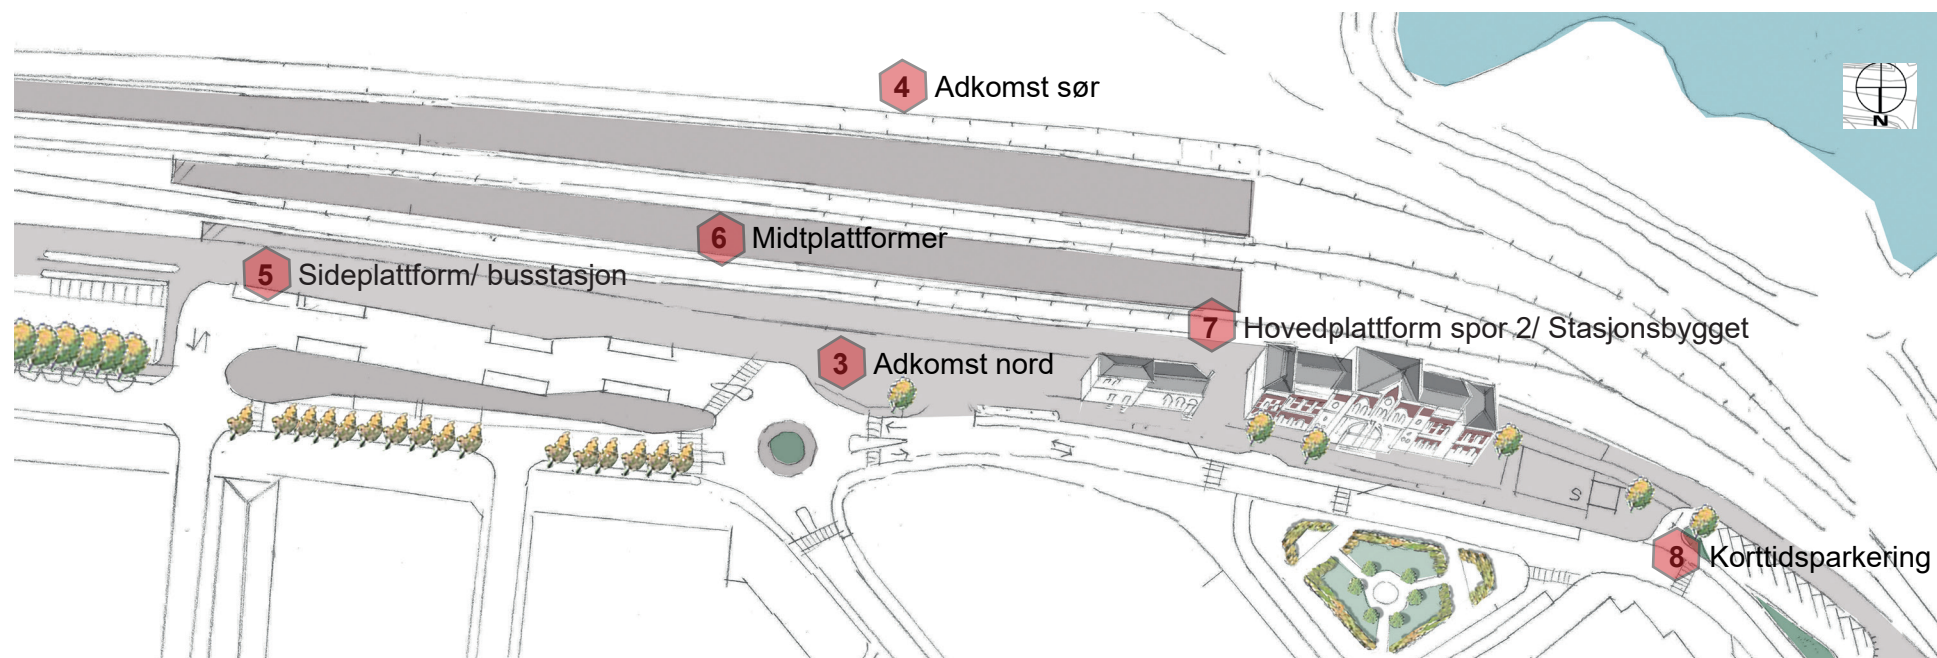 4 Adkomst sør
N
6 Midtplattformer
5 Sideplattform/ busstasjon
7 Hovedplattform spor 2/ Stasjonsbygget
3 Adkomst nord
S
8 Korttidsparkering